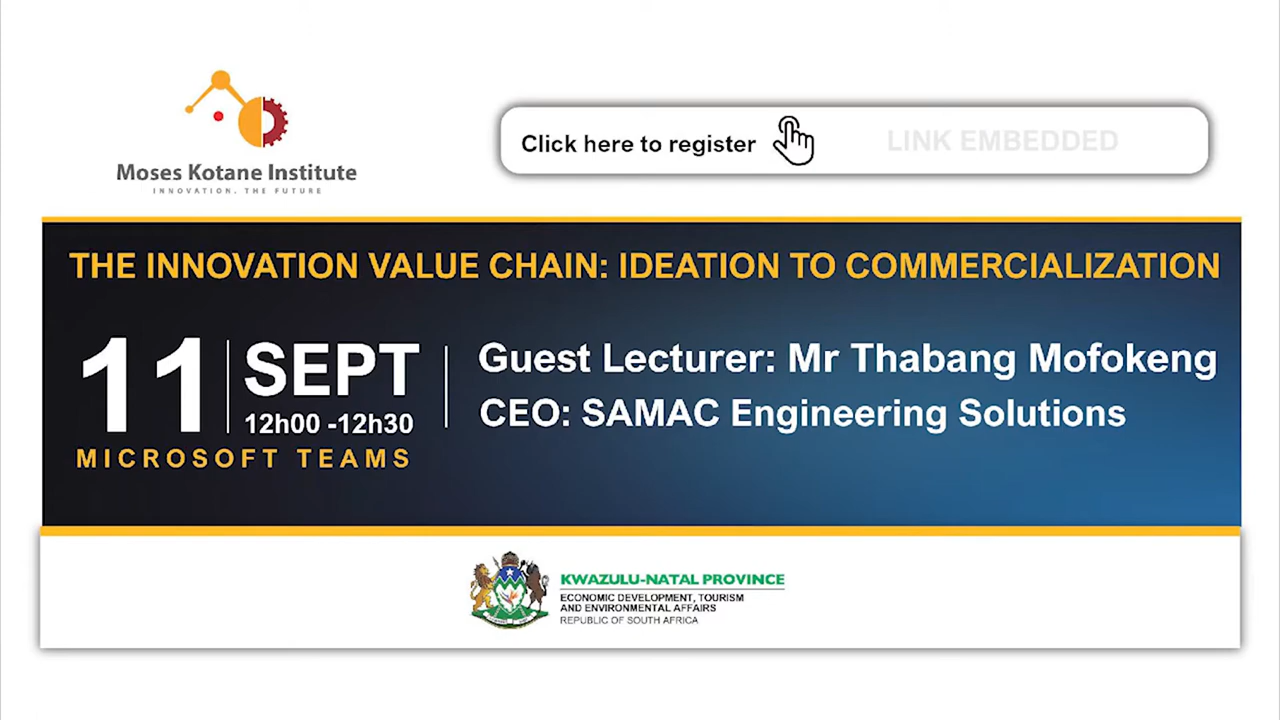 Moses Kotane Institute
INNOVATION. THE FUTURE
Click here to register
LINK EMBEDDED
THE INNOVATION VALUE CHAIN: IDEATION TO COMMERCIALIZATION
11
SEPT
12h00 -12h30
MICROSOFT TEAMS
Guest Lecturer: Mr Thabang Mofokeng
CEO: SAMAC Engineering Solutions
KWAZULU-NATAL PROVINCE
ECONOMIC DEVELOPMENT, TOURISM
AND ENVIRONMENTAL AFFAIRS
REPUBLIC OF SOUTH AFRICA